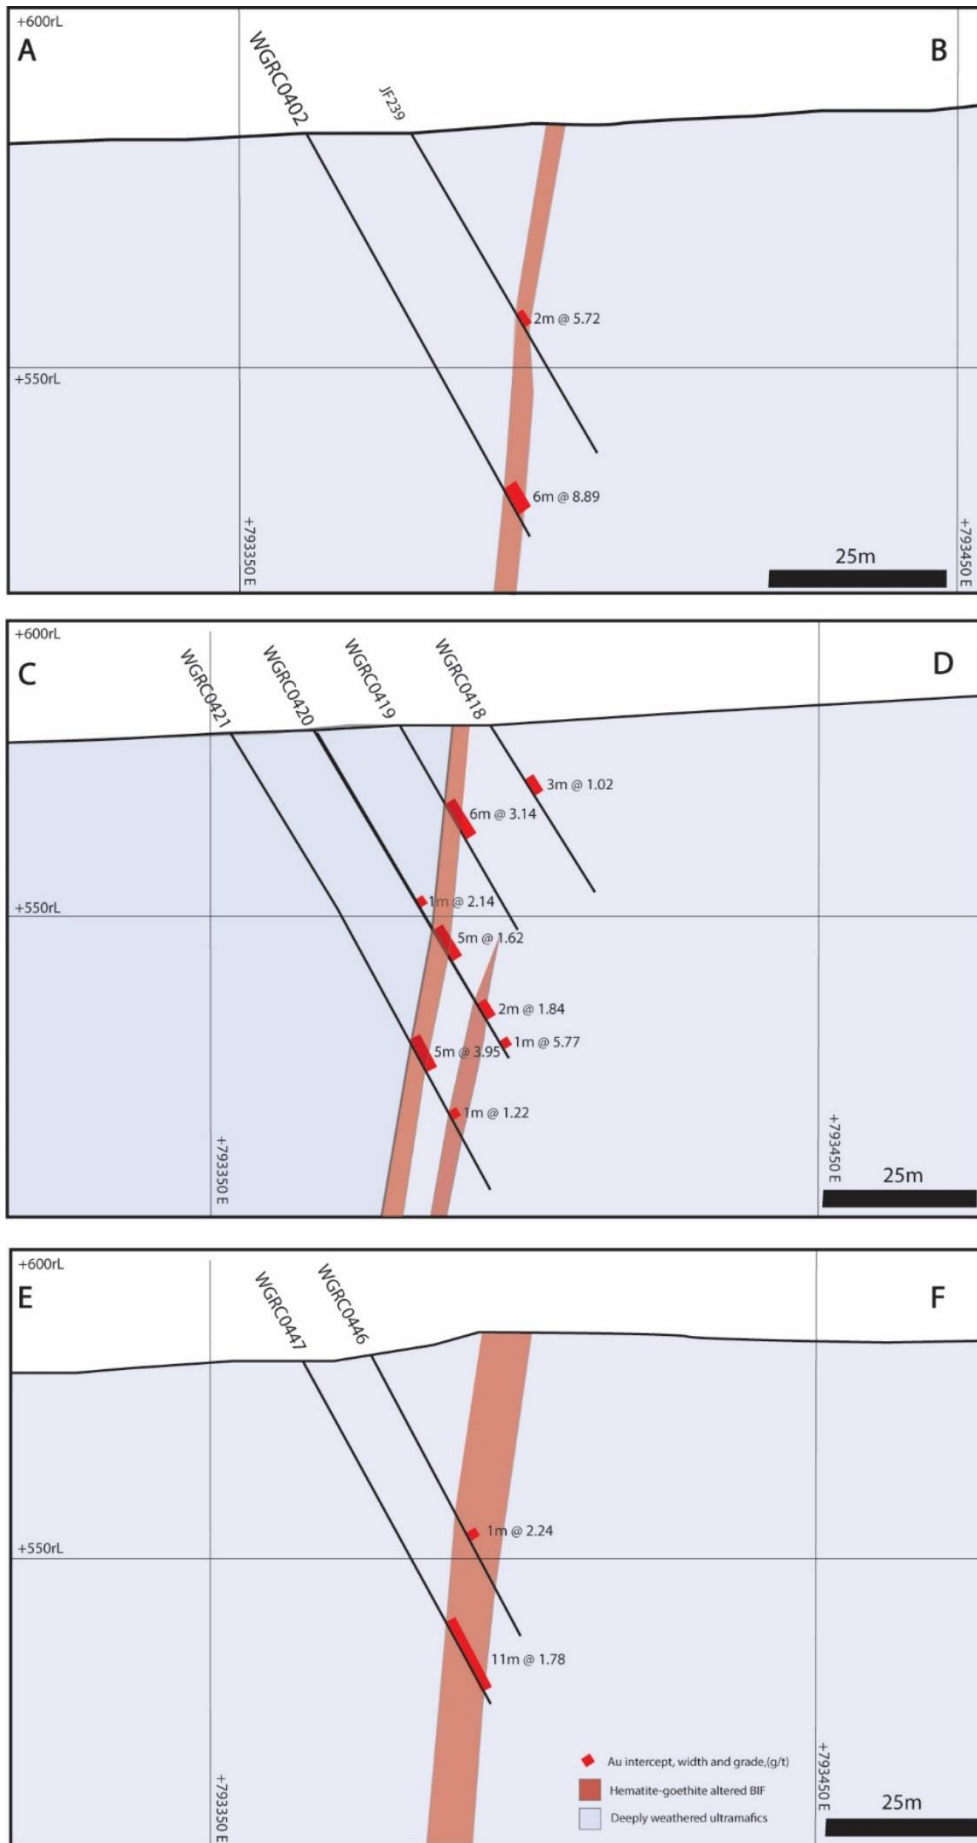 +600rL
A
B
WGRC0402
JF239
2m @ 5.72
+550rL
6m @ 8.89
+793350 E
+793450 E
25m
+600rL
C
D
WGRC0421
WGRC0420
WGRC0419
WGRC0418
3m @ 1.02
6m @ 3.14
1m @ 2.14
+550rL
5m @ 1.62
2m @ 1.84
1m @ 5.77
5m @ 3.95
1m @ 1.22
+793350 E
+793450 E
25m
+600rL
E
F
WGRC0447
WGRC0446
1m @ 2.24
+550rL
11m @ 1.78
+793350 E
+793450 E
Au intercept, width and grade,(g/t)
Hematite-goethite altered BIF
Deeply weathered ultramafics
25m